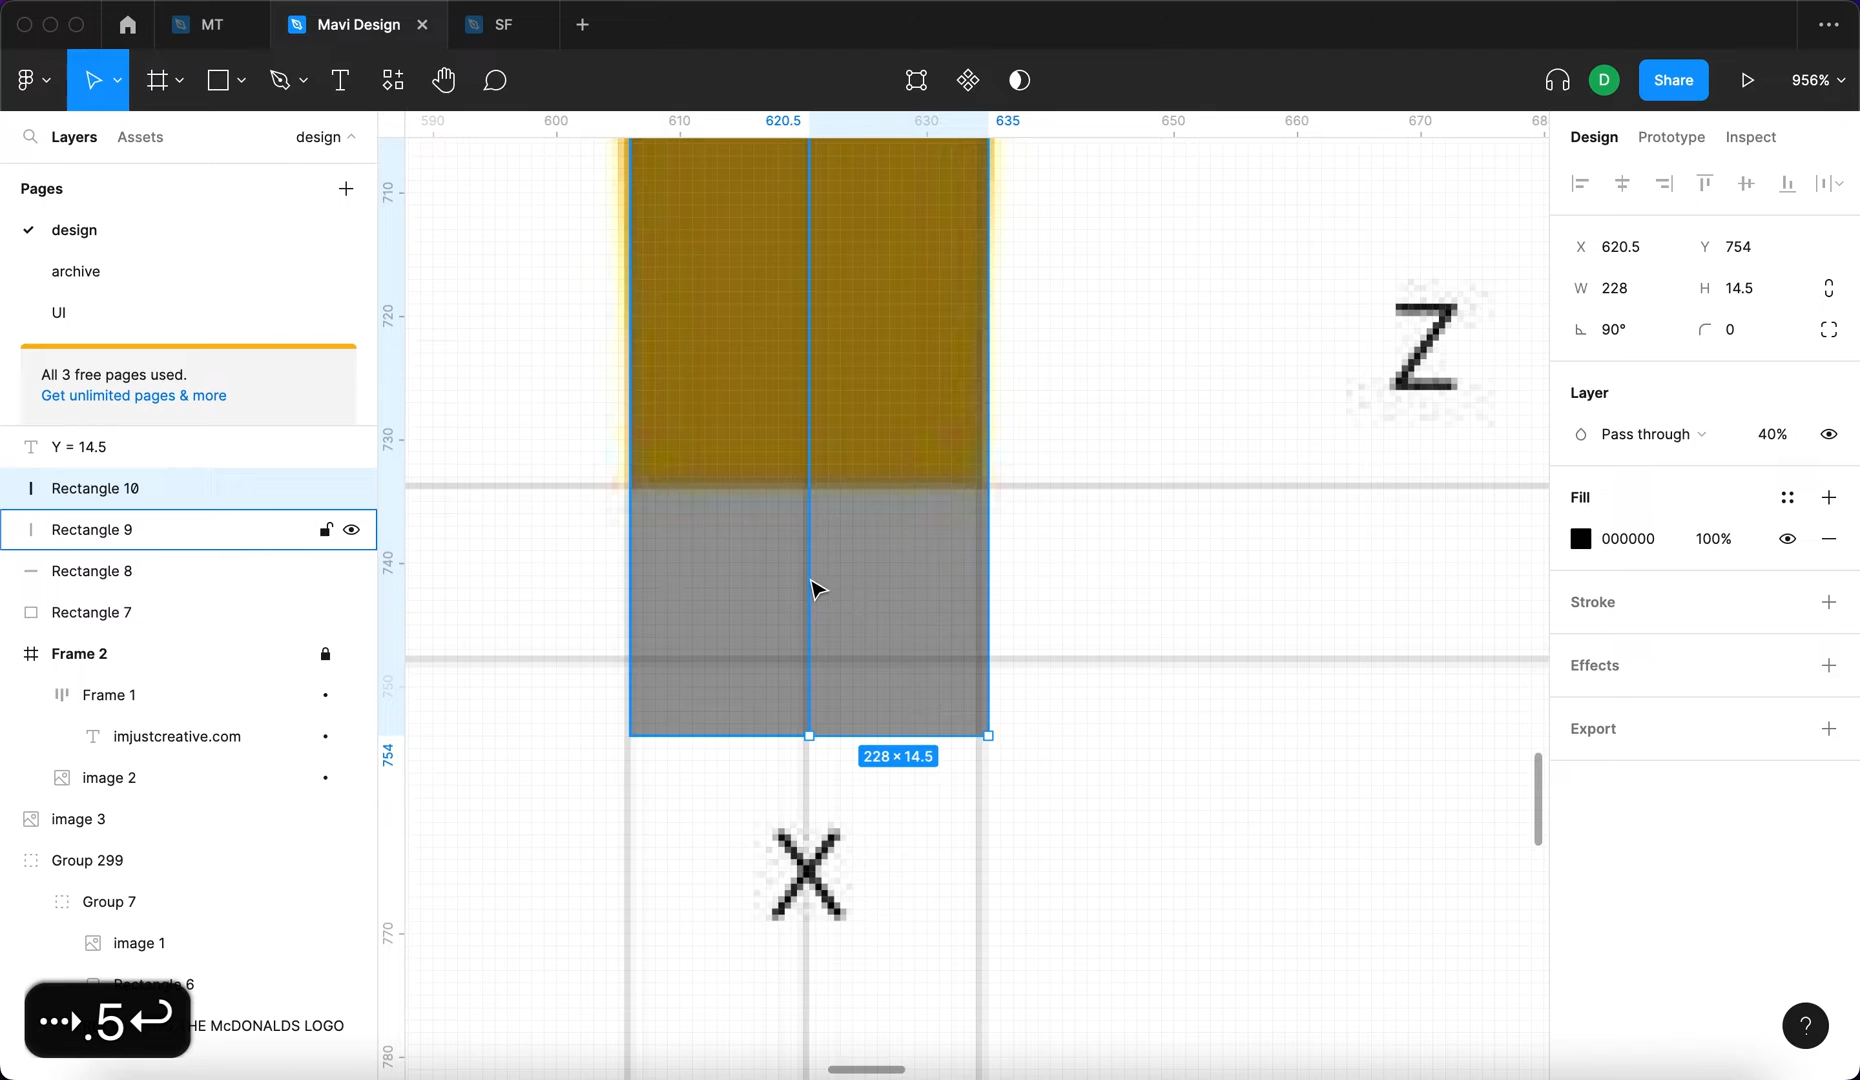 MT
Mavi Design
SF
D
Share
956%
Layers
Assets
design
590
600
610
620.5
630
635
650
660
670
68
Design
Prototype
Inspect
Pages
design
archive
UI
All 3 free pages used.
Get unlimited pages & more
Y = 14.5
Rectangle 10
Rectangle 9
Rectangle 8
Rectangle 7
Frame 2
Frame 1
imjustcreative.com
image 2
image 3
Group 299
Group 7
image 1
Rectangle 6
HE McDONALDS LOGO
.5
710
720
730
740
750
754
770
780
Z
X
228 × 14.5
X 620.5
Y 754
W 228
H 14.5
90°
0
Layer
Pass through
40%
Fill
000000
100%
Stroke
Effects
Export
?